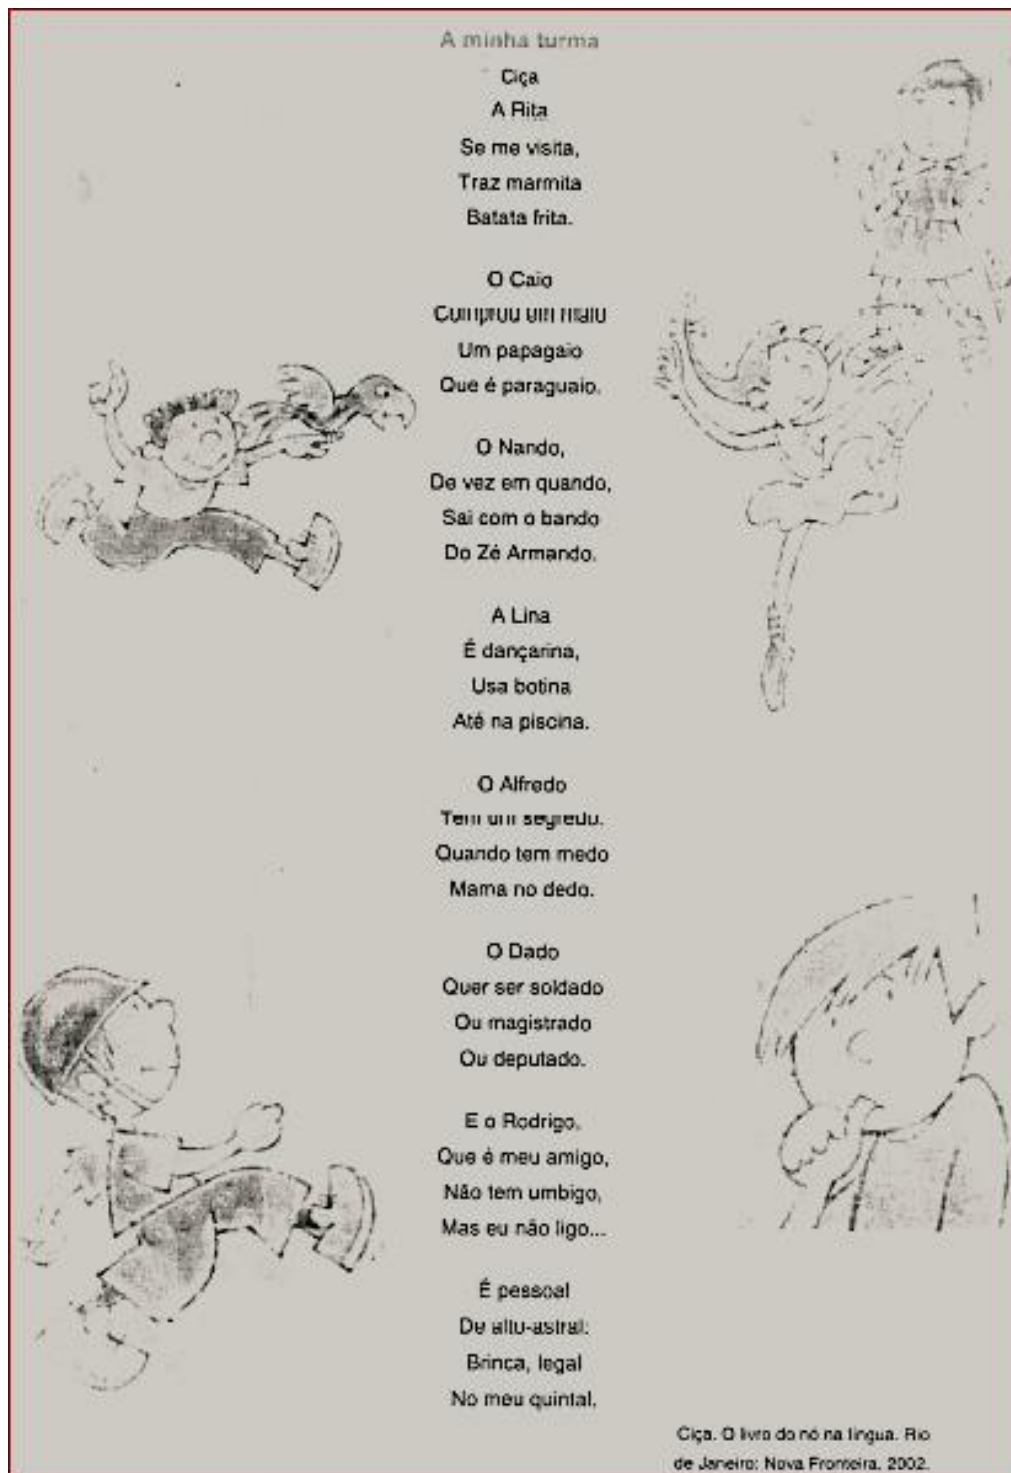 A minha turma
Ciça
A Rita
Se me visita,
Traz marmita
Batata frita.
O Caio
Comprou em maio
Um papagaio
Que é paraguaio.
O Nando,
De vez em quando,
Sai com o bando
Do Zé Armando.
A Lina
É dançarina,
Usa botina
Até na piscina.
O Alfredo
Tem um segredo.
Quando tem medo
Mama no dedo.
O Dado
Quer ser soldado
Ou magistrado
Ou deputado.
E o Rodrigo,
Que é meu amigo,
Não tem umbigo,
Mas eu não ligo...
É pessoal
De alto-astral:
Brinca, legal
No meu quintal.
Ciça. O livro do nó na língua. Rio
de Janeiro: Nova Fronteira, 2002.